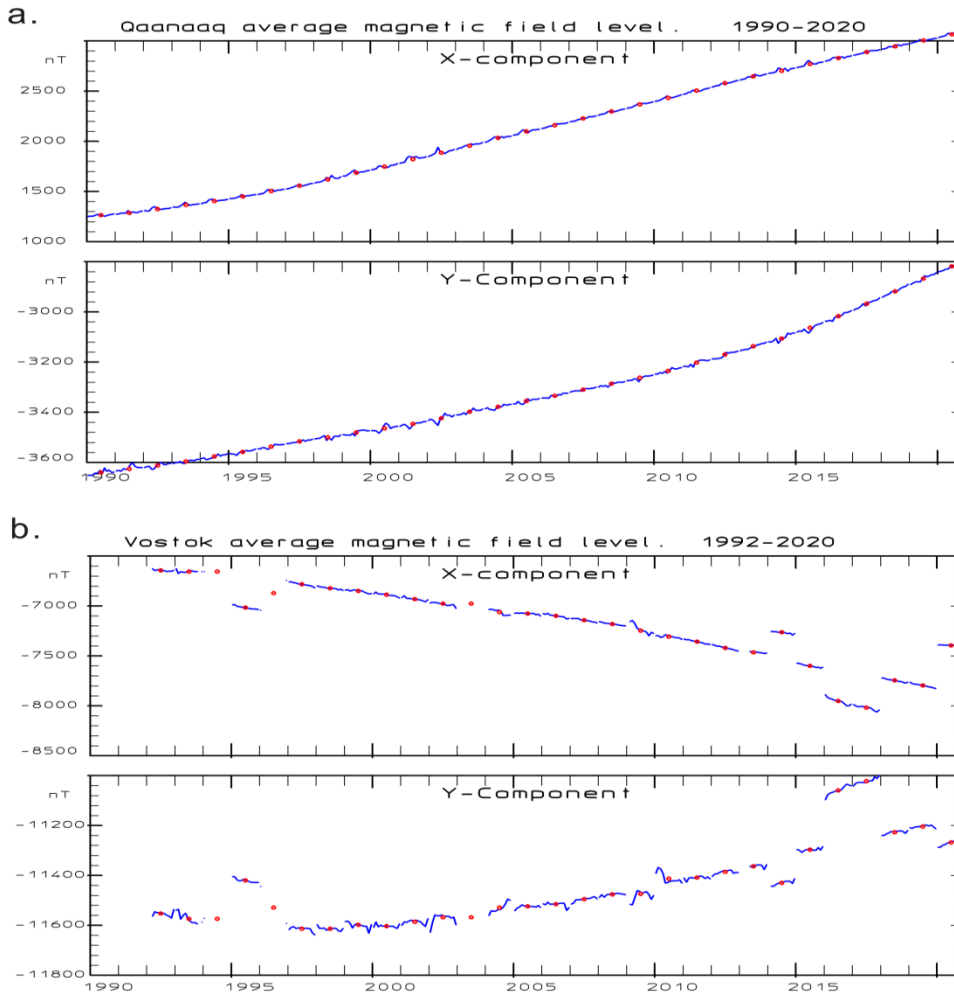 a.
Qaanaaq average magnetic field level. 1990-2020
nT
X-component
2500
2000
1500
1000
nT
Y-Component
-3000
-3200
-3400
-3600
1990 1995 2000 2005 2010 2015
b.
Vostok average magnetic field level. 1992-2020
nT
X-component
-7000
-7500
-8000
-8500
nT
Y-Component
-11200
-11400
-11600
-11800
1990 1995 2000 2005 2010 2015